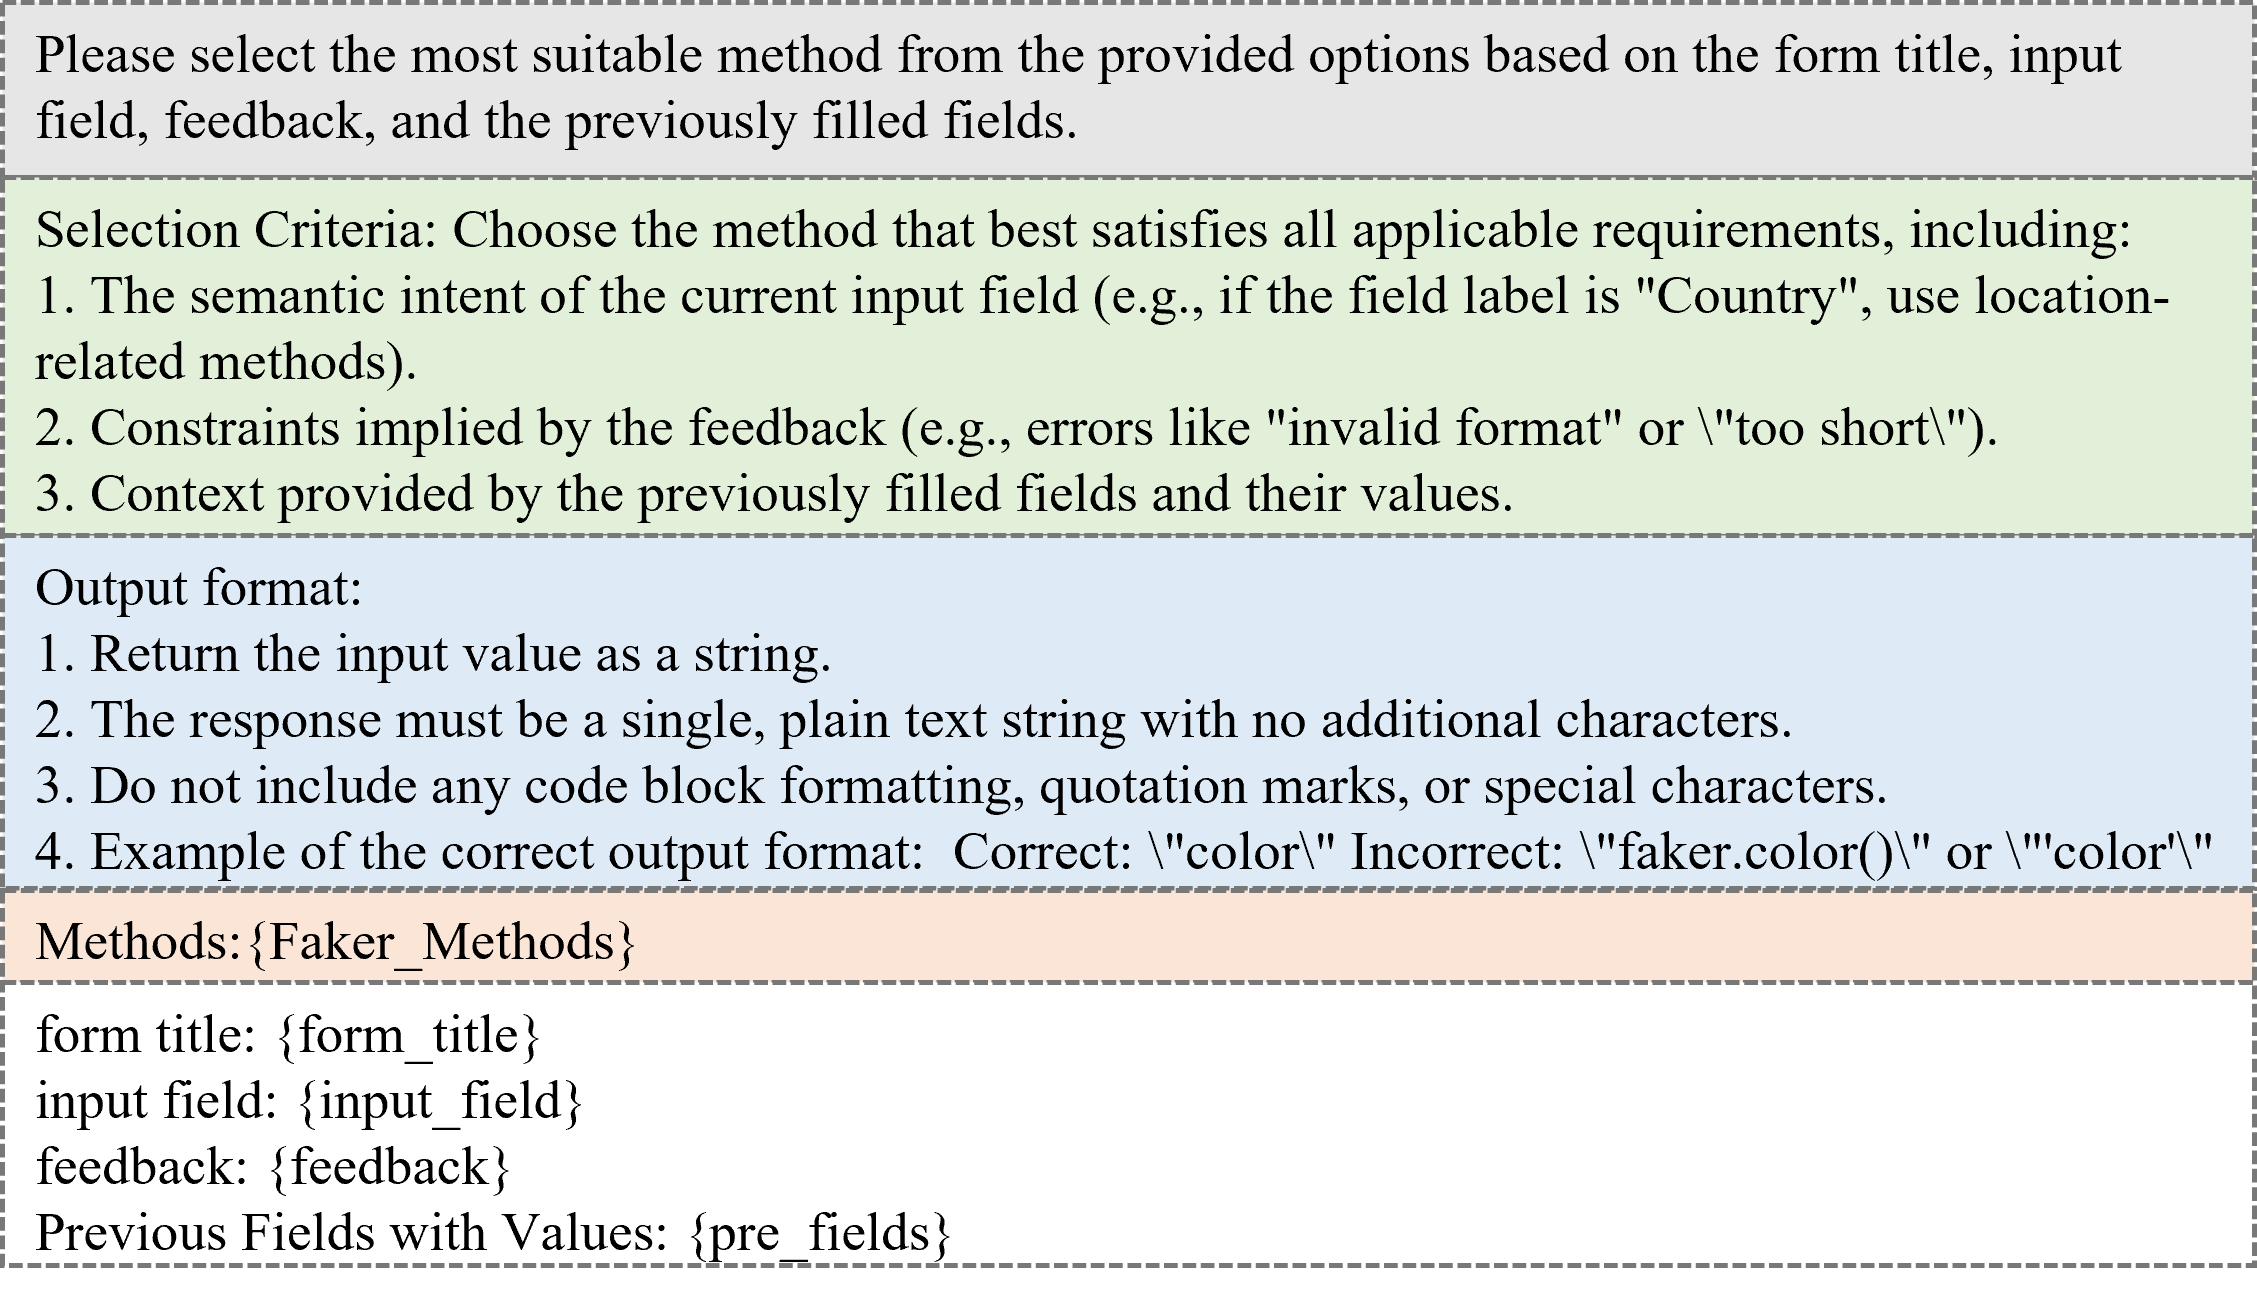 Please select the most suitable method from the provided options based on the form title, input
field, feedback, and the previously filled fields.
Selection Criteria: Choose the method that best satisfies all applicable requirements, including:
1. The semantic intent of the current input field (e.g., if the field label is "Country", use location-
related methods).
2. Constraints implied by the feedback (e.g., errors like "invalid format" or \"too short\").
3. Context provided by the previously filled fields and their values.
Output format:
1. Return the input value as a string.
2. The response must be a single, plain text string with no additional characters.
3. Do not include any code block formatting, quotation marks, or special characters.
4. Example of the correct output format:  Correct: \"color\" Incorrect: \"faker.color()\" or \"'color'\"
Methods:{Faker_Methods}
form title: {form_title}
input field: {input_field}
feedback: {feedback}
Previous Fields with Values: {pre_fields}